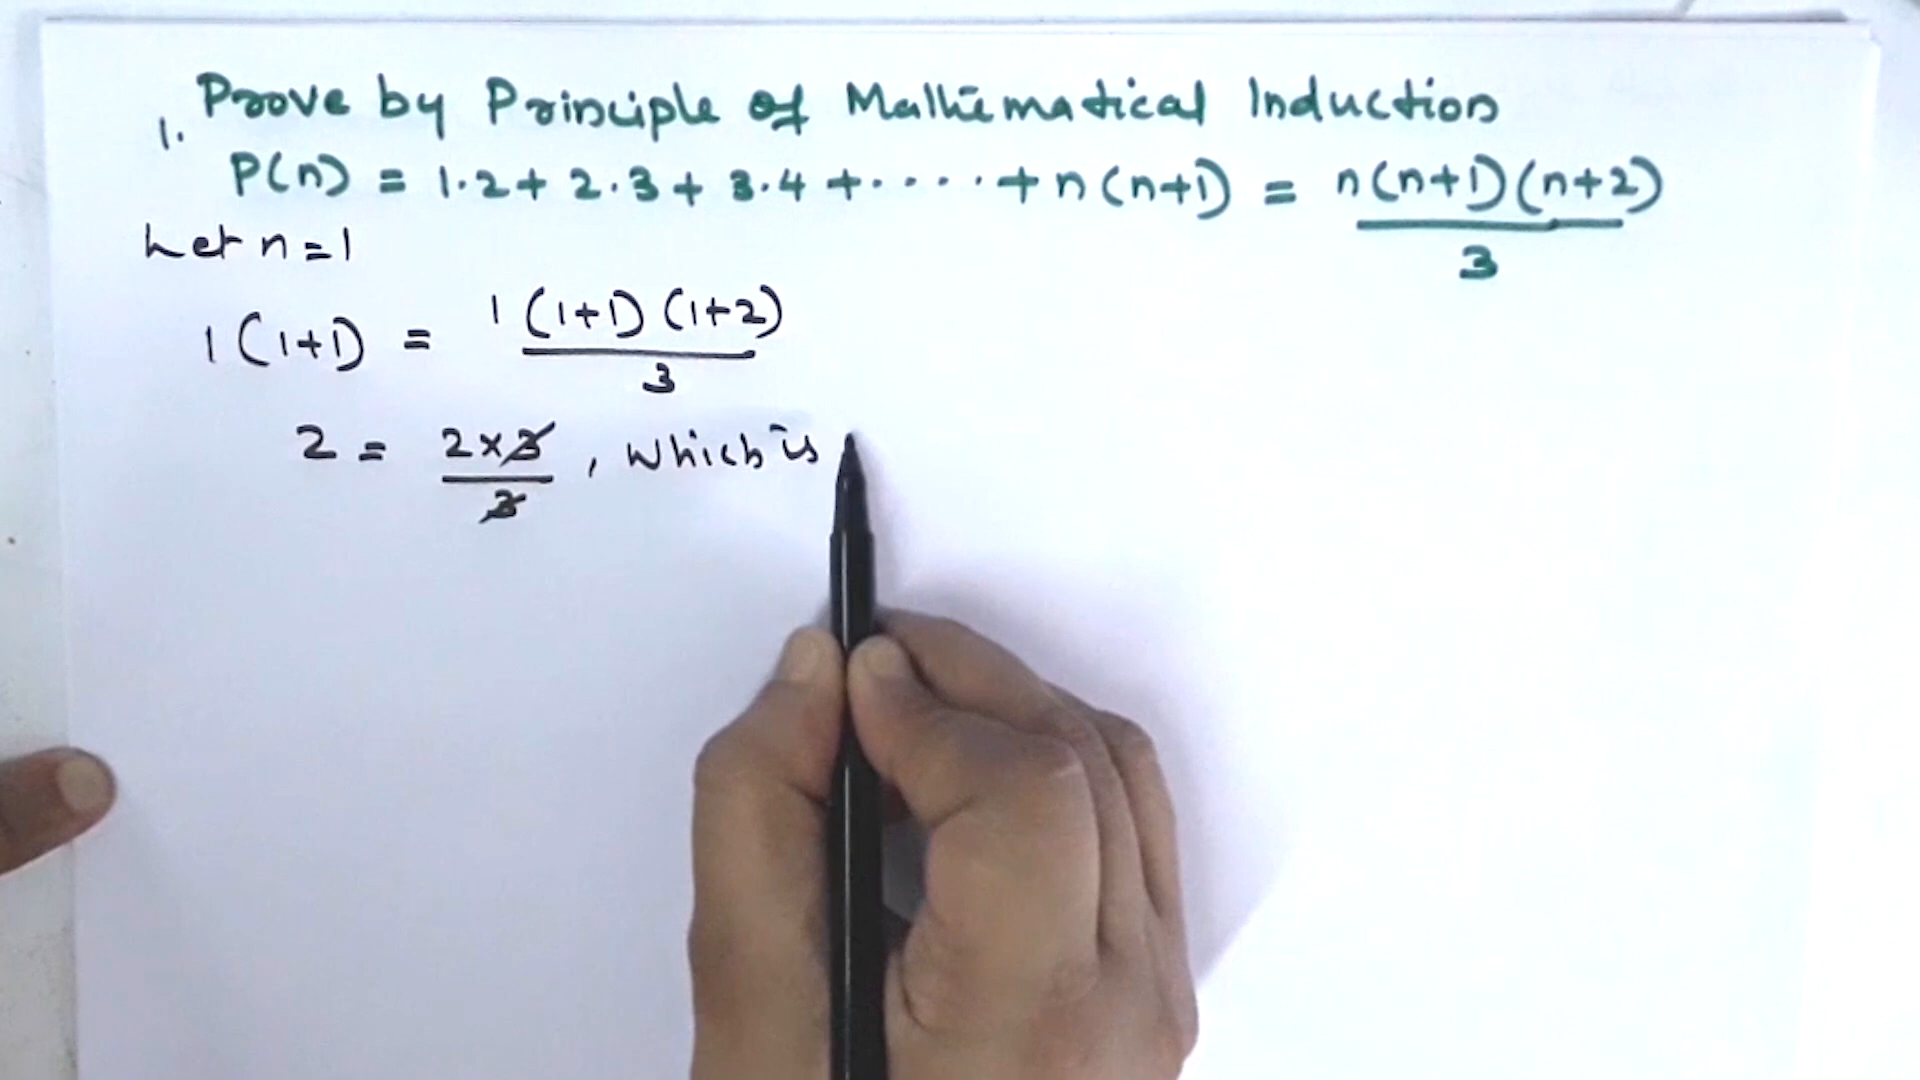 1. Prove by Principle of Mathematical Induction
P(n) = 1·2 + 2·3 + 3·4 + ····· + n(n+1) = n(n+1)(n+2)/3
Let n=1
1(1+1) = 1(1+1)(1+2)/3
2 = 2×3/3, which is